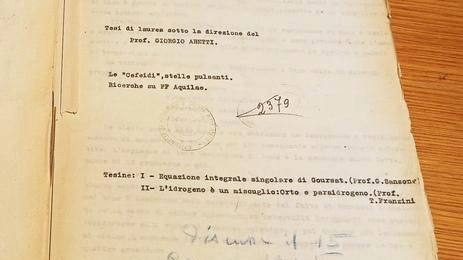 Tesi di laurea sotto la direzione del
Prof. GIORGIO ABETTI.
Le "Cefeidi",stelle pulsanti.
Ricerche su FF Aquilae.
2379
Tesine: I - Equazione integrale singolare di Goursat.(Prof.G.Sansone)
II- L'idrogeno è un miscuglio:Orto e paraidrogeno.(Prof.
T.Franzini